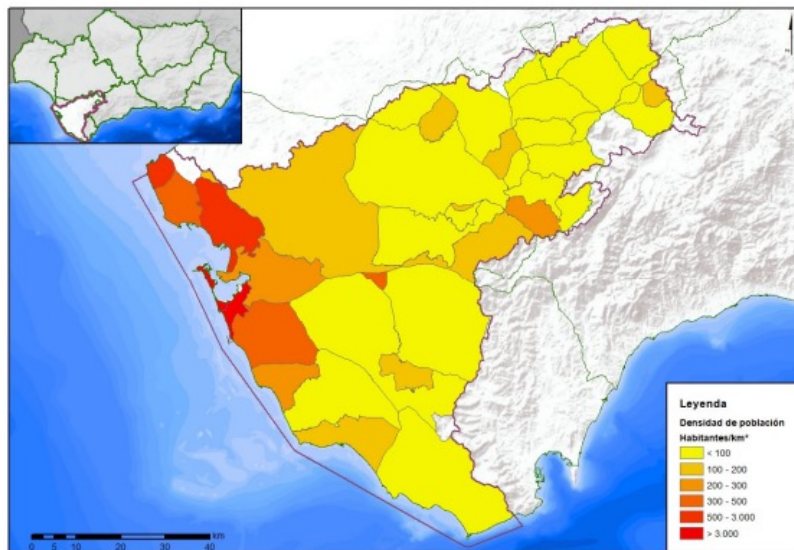 Leyenda
Densidad de población
Habitantes/km²
< 100
100 - 200
200 - 300
300 - 500
500 - 3.000
> 3.000
km
0 5 10 20 30 40